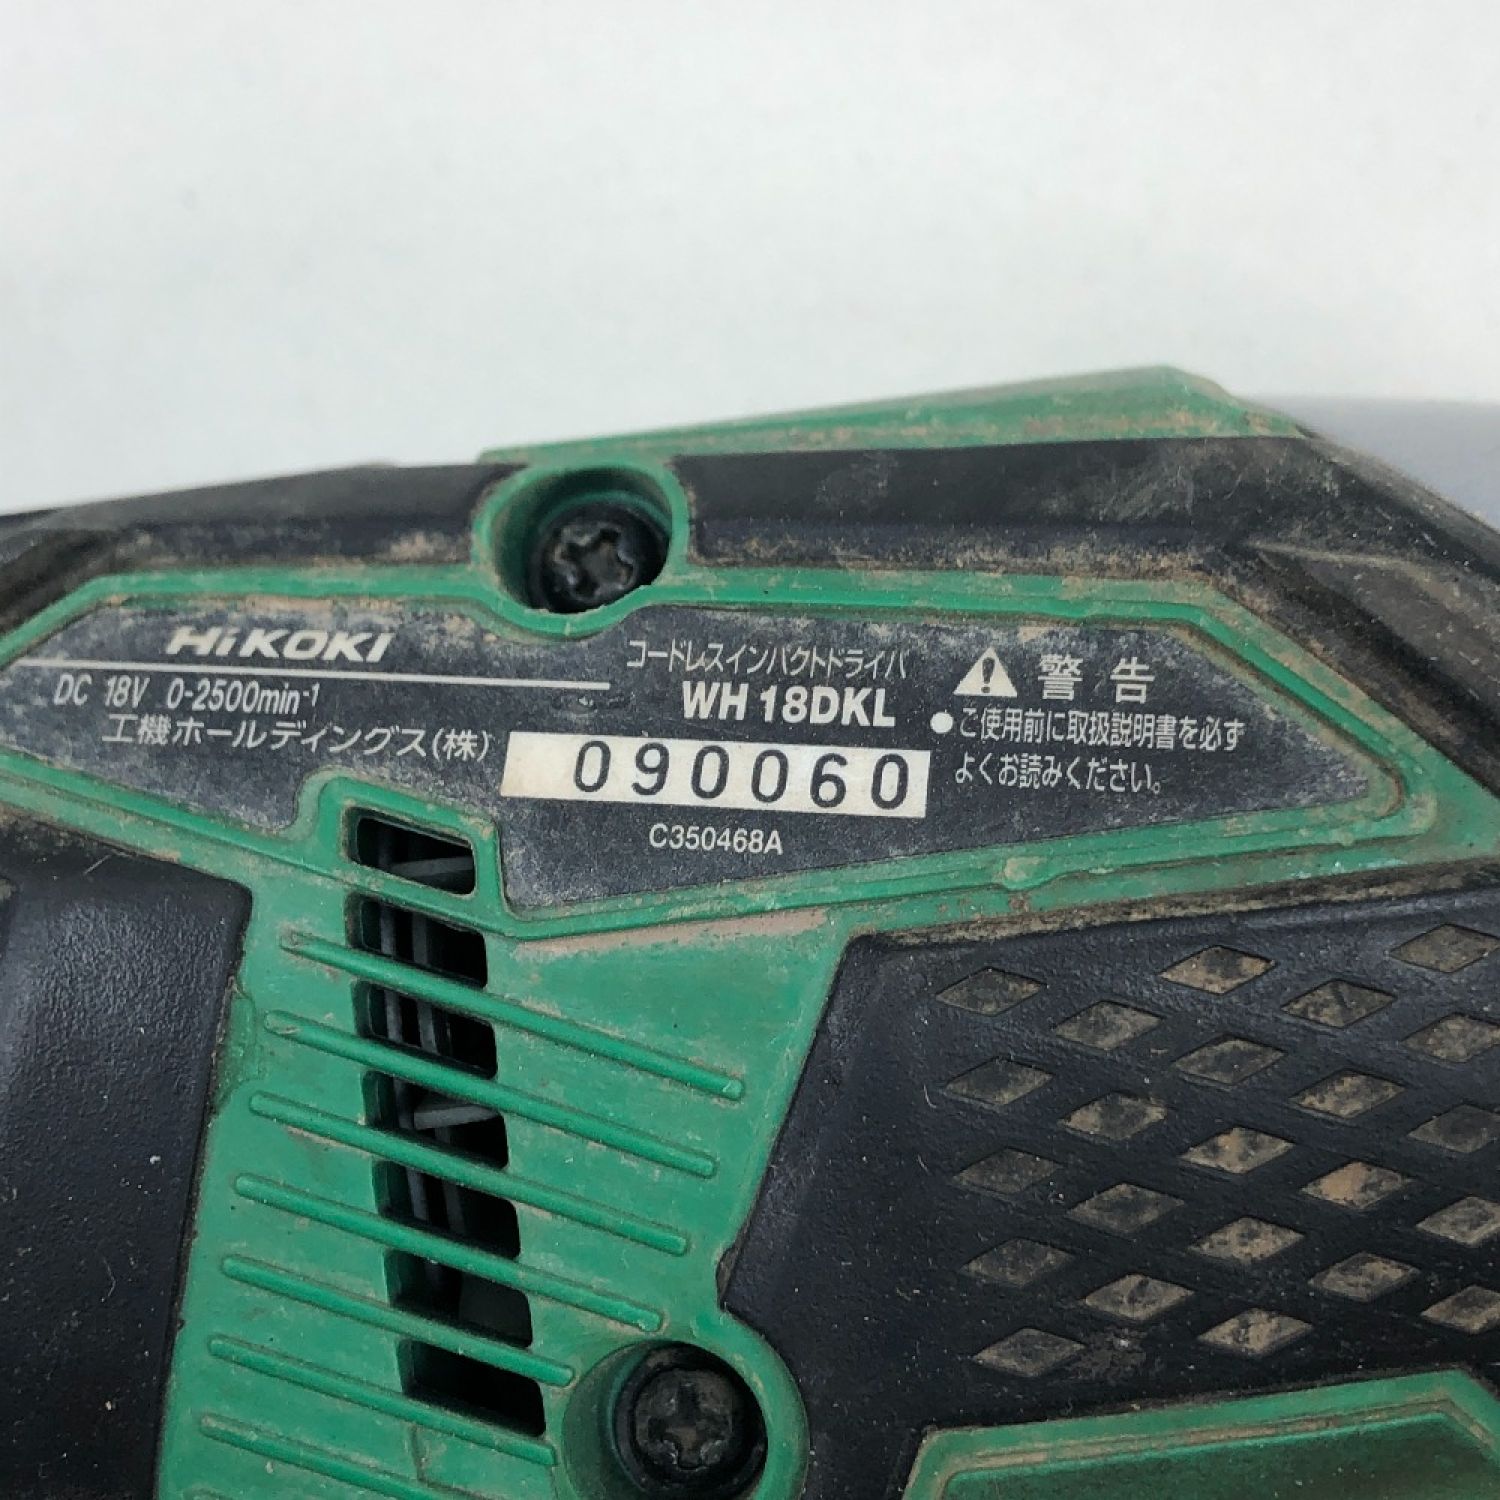 HiKOKI
DC 18V 0-2500min-1
工機ホールディングス(株)
コードレスインパクトドライバ
WH 18DKL
090060
C350468A
警告
●ご使用前に取扱説明書を必ず
よくお読みください。